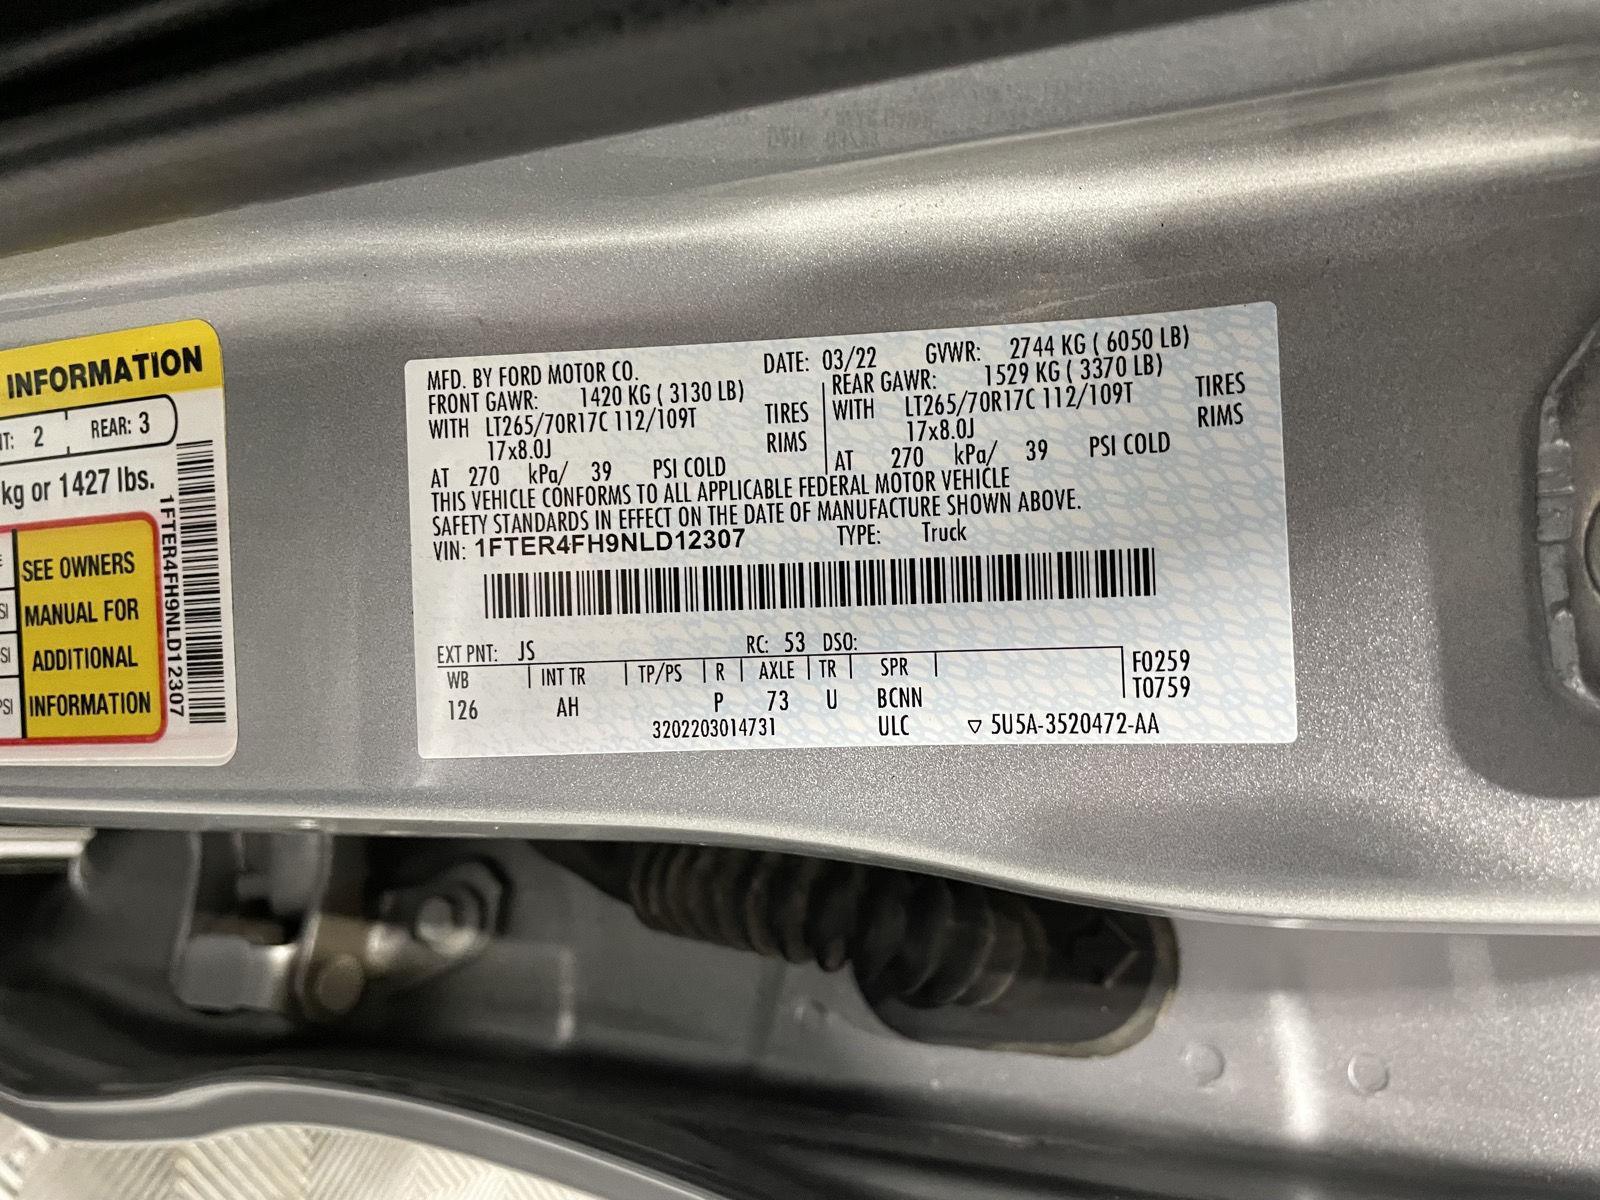 INFORMATION
NT: 2 REAR: 3
kg or 1427 lbs.
SEE OWNERS
MANUAL FOR
ADDITIONAL
INFORMATION
1FTER4FH9NLD12307
MFD. BY FORD MOTOR CO. DATE: 03/22 GVWR: 2744 KG ( 6050 LB)
FRONT GAWR: 1420 KG ( 3130 LB) REAR GAWR: 1529 KG ( 3370 LB)
WITH LT265/70R17C 112/109T TIRES WITH LT265/70R17C 112/109T TIRES
17x8.0J RIMS 17x8.0J RIMS
AT 270 kPa/ 39 PSI COLD AT 270 kPa/ 39 PSI COLD
THIS VEHICLE CONFORMS TO ALL APPLICABLE FEDERAL MOTOR VEHICLE
SAFETY STANDARDS IN EFFECT ON THE DATE OF MANUFACTURE SHOWN ABOVE.
VIN: 1FTER4FH9NLD12307 TYPE: Truck
EXT PNT: JS RC: 53 DSO:
WB INT TR TP/PS R AXLE TR SPR F0259
126 AH P 73 U BCNN T0759
3202203014731 ULC ▽ 5U5A-3520472-AA